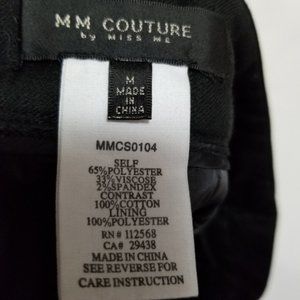 MM COUTURE
by MISS ME
M
MADE
IN
CHINA
MMCS0104
SELF
65%POLYESTER
33%VISCOSE
2%SPANDEX
CONTRAST
100%COTTON
LINING
100%POLYESTER
RN# 112568
CA# 29438
MADE IN CHINA
SEE REVERSE FOR
CARE INSTRUCTION